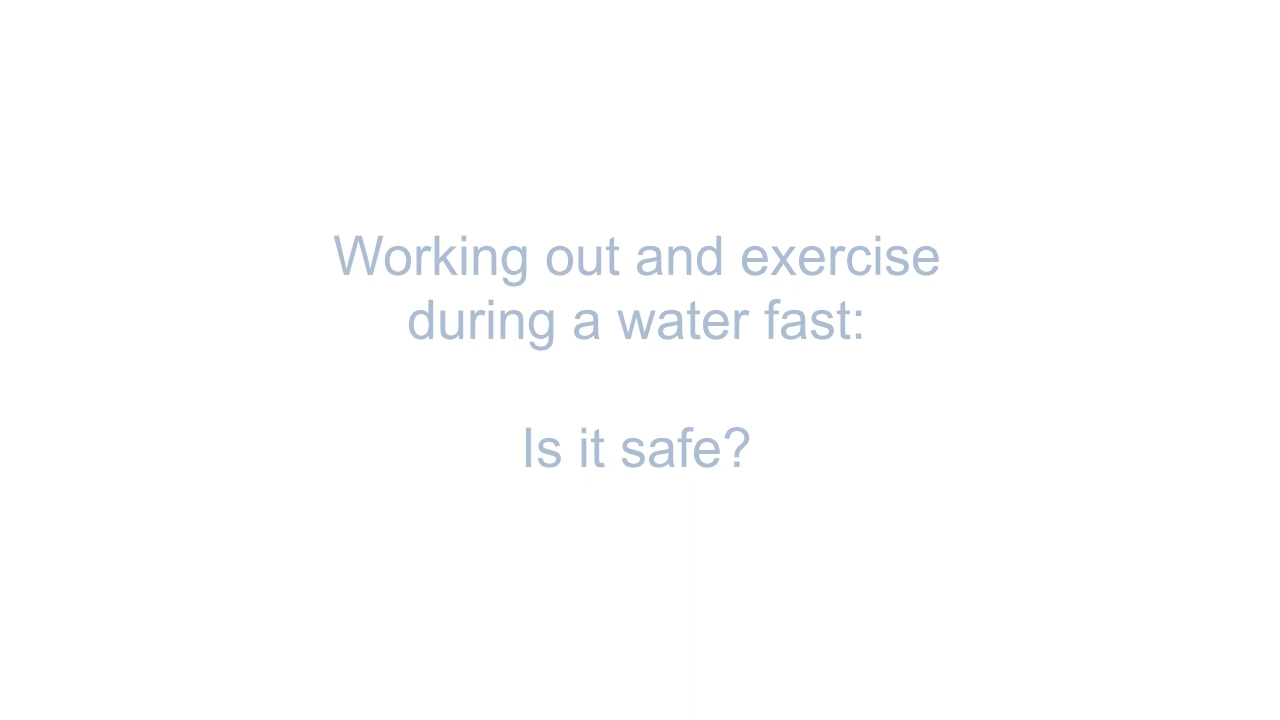 Working out and exercise
during a water fast:
Is it safe?